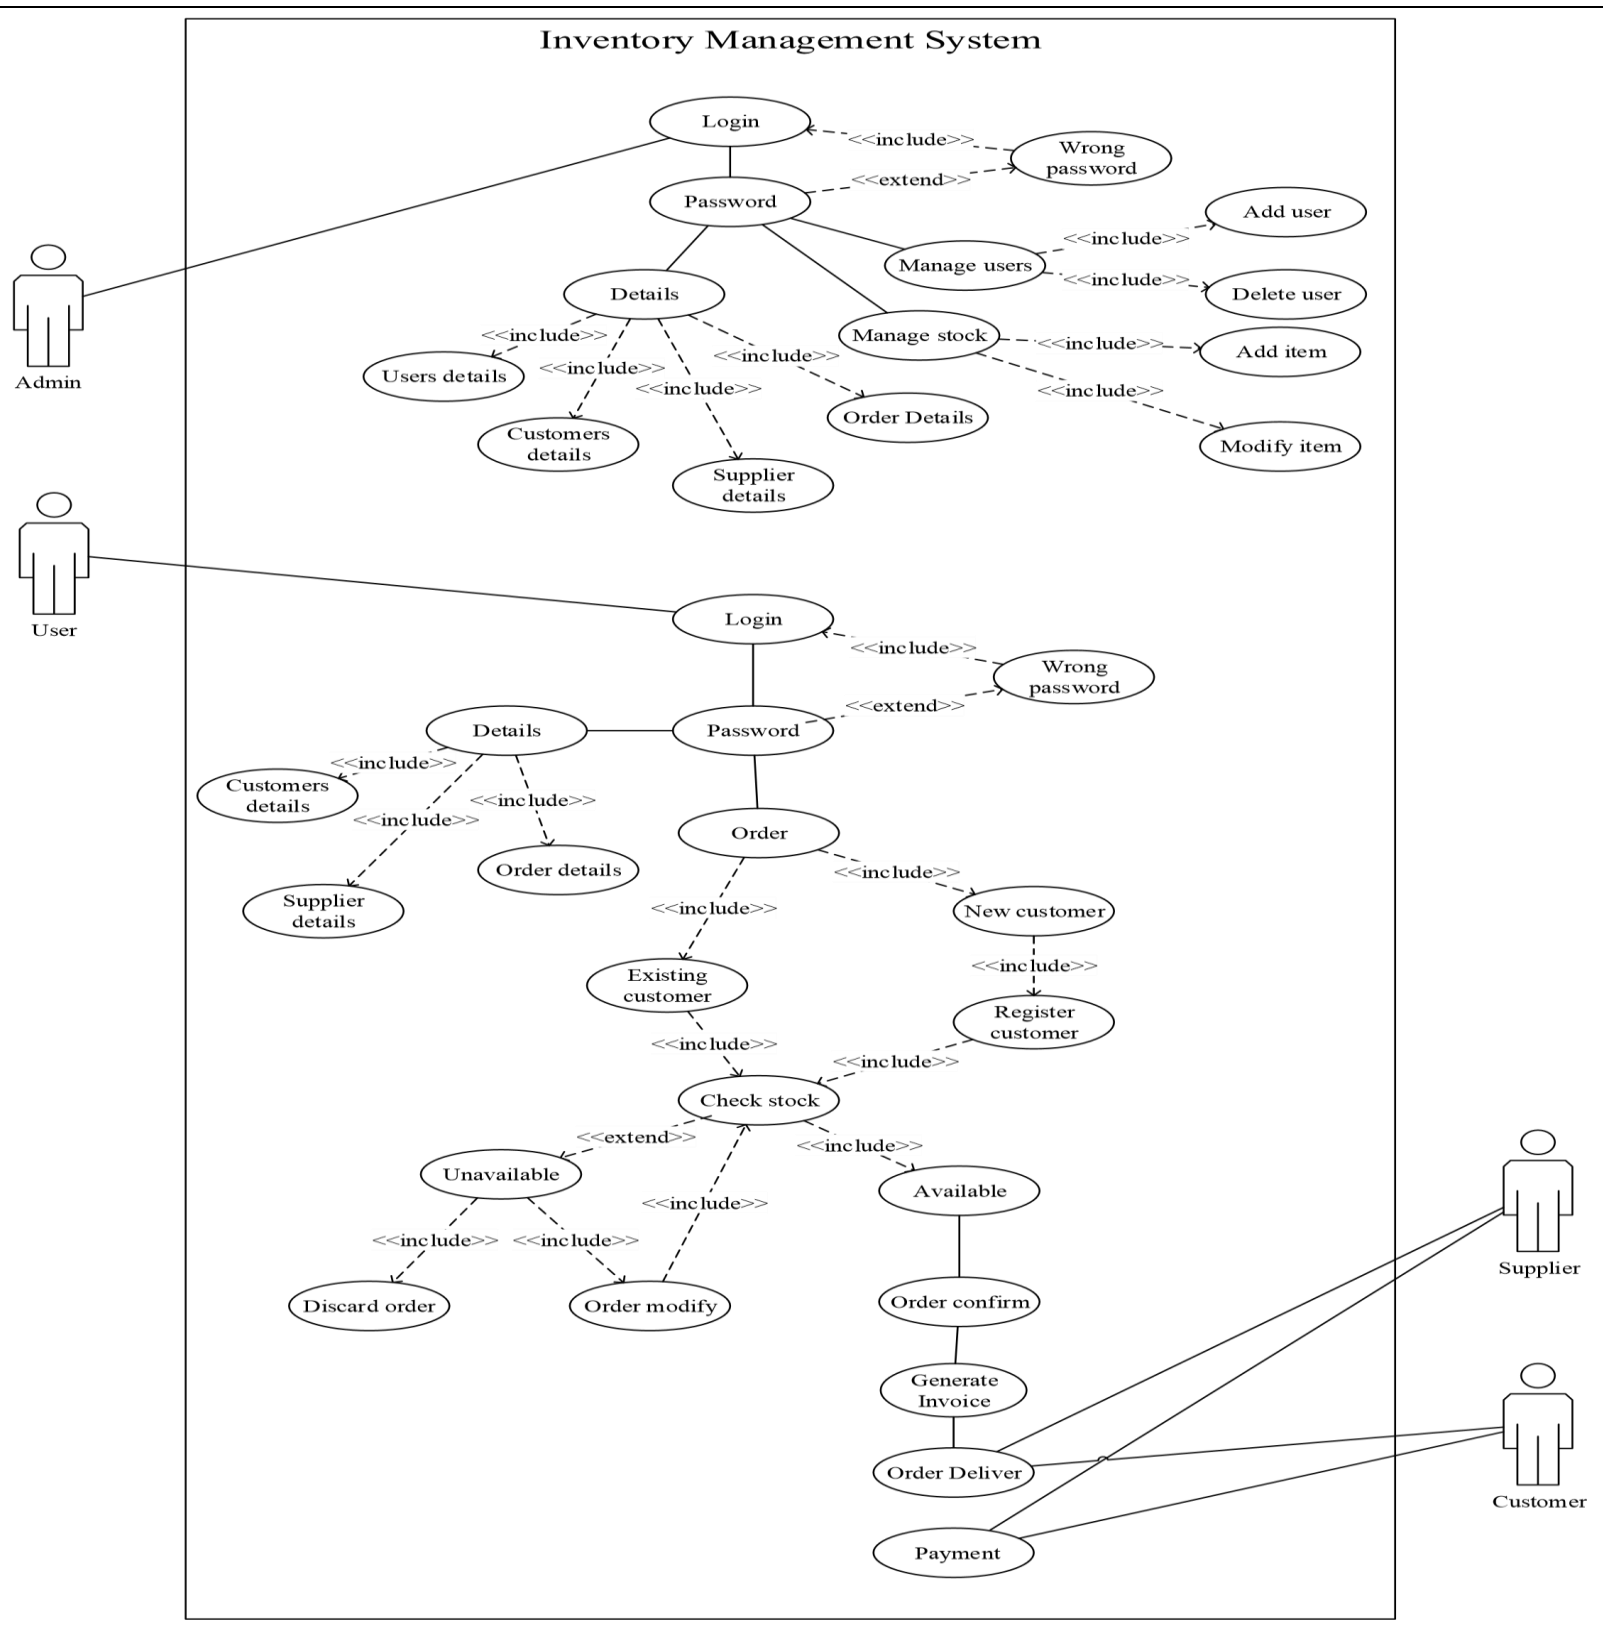 Inventory Management System
Login
<<include>>
Wrong
password
<<extend>>
Password
Add user
<<include>>
Manage users
<<include>>
Delete user
Details
Admin
<<include>>
Manage stock
<<include>>
Add item
<<include>>
<<include>>
Users details
<<include>>
<<include>>
Order Details
Customers
details
Modify item
Supplier
details
User
Login
<<include>>
Wrong
password
<<extend>>
Details
Password
<<include>>
Customers
details
<<include>>
<<include>>
Order
Order details
<<include>>
Supplier
details
<<include>>
New customer
<<include>>
Existing
customer
Register
customer
<<include>>
<<include>>
Check stock
<<extend>>
<<include>>
Unavailable
Available
<<include>>
<<include>>
<<include>>
Supplier
Discard order
Order modify
Order confirm
Generate
Invoice
Order Deliver
Customer
Payment